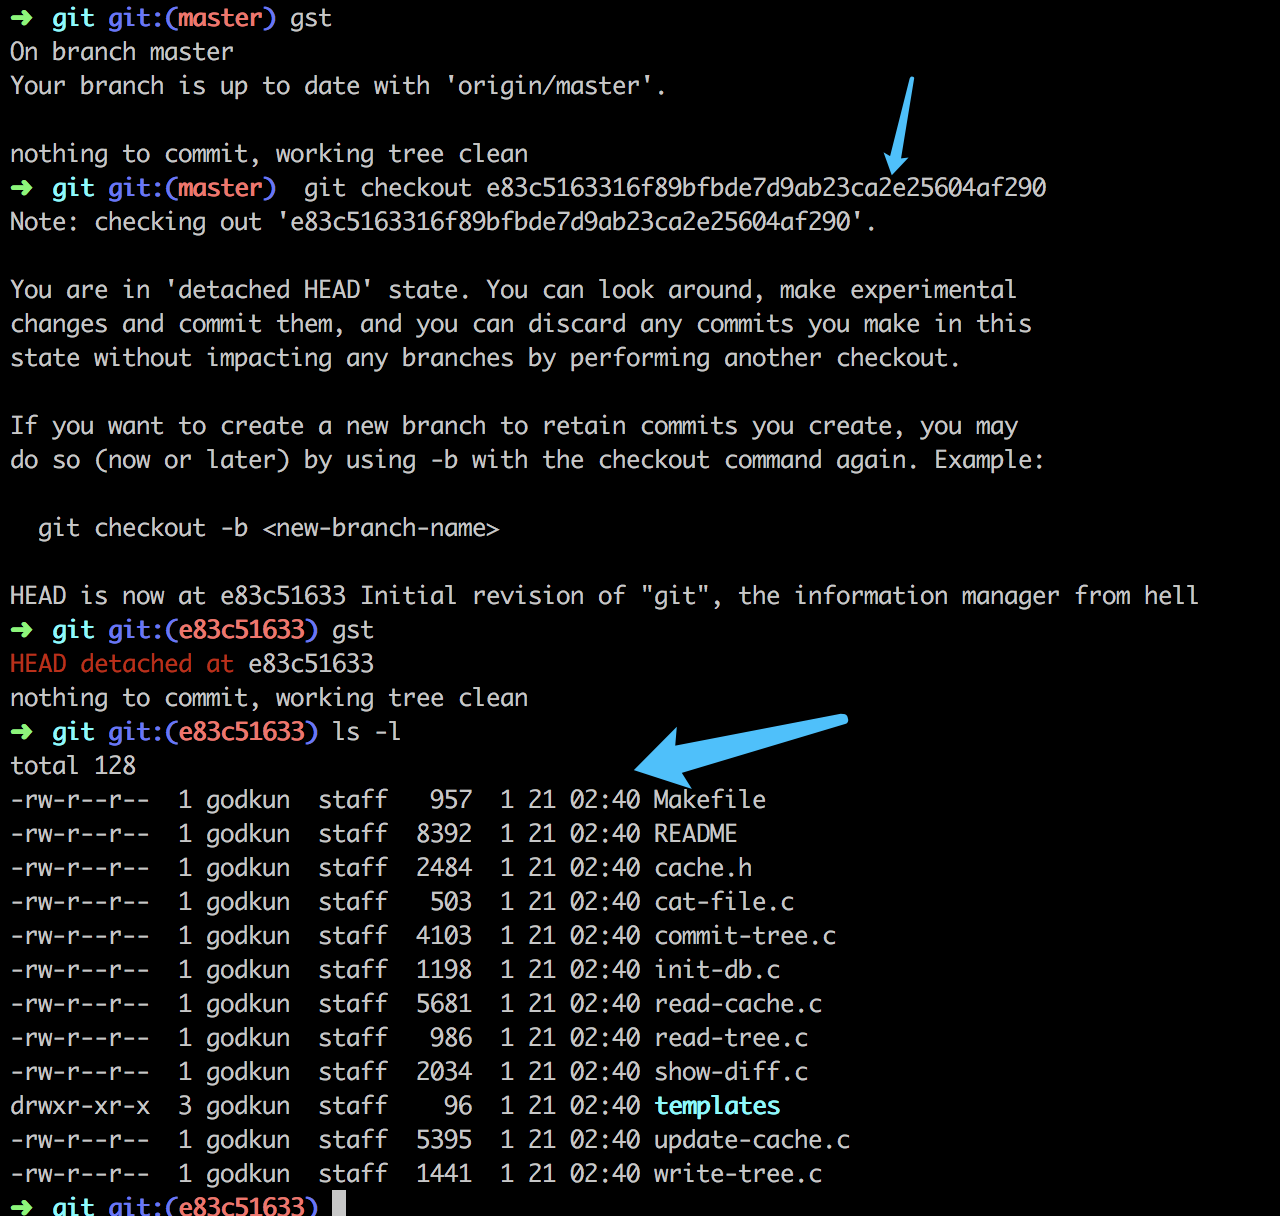 ➜  git git:(master) gst
On branch master
Your branch is up to date with 'origin/master'.

nothing to commit, working tree clean
➜  git git:(master)  git checkout e83c5163316f89bfbde7d9ab23ca2e25604af290
Note: checking out 'e83c5163316f89bfbde7d9ab23ca2e25604af290'.

You are in 'detached HEAD' state. You can look around, make experimental
changes and commit them, and you can discard any commits you make in this
state without impacting any branches by performing another checkout.

If you want to create a new branch to retain commits you create, you may
do so (now or later) by using -b with the checkout command again. Example:

  git checkout -b <new-branch-name>

HEAD is now at e83c51633 Initial revision of "git", the information manager from hell
➜  git git:(e83c51633) gst
HEAD detached at e83c51633
nothing to commit, working tree clean
➜  git git:(e83c51633) ls -l
total 128
-rw-r--r--  1 godkun  staff   957  1 21 02:40 Makefile
-rw-r--r--  1 godkun  staff  8392  1 21 02:40 README
-rw-r--r--  1 godkun  staff  2484  1 21 02:40 cache.h
-rw-r--r--  1 godkun  staff   503  1 21 02:40 cat-file.c
-rw-r--r--  1 godkun  staff  4103  1 21 02:40 commit-tree.c
-rw-r--r--  1 godkun  staff  1198  1 21 02:40 init-db.c
-rw-r--r--  1 godkun  staff  5681  1 21 02:40 read-cache.c
-rw-r--r--  1 godkun  staff   986  1 21 02:40 read-tree.c
-rw-r--r--  1 godkun  staff  2034  1 21 02:40 show-diff.c
drwxr-xr-x  3 godkun  staff    96  1 21 02:40 templates
-rw-r--r--  1 godkun  staff  5395  1 21 02:40 update-cache.c
-rw-r--r--  1 godkun  staff  1441  1 21 02:40 write-tree.c
➜  git git:(e83c51633)